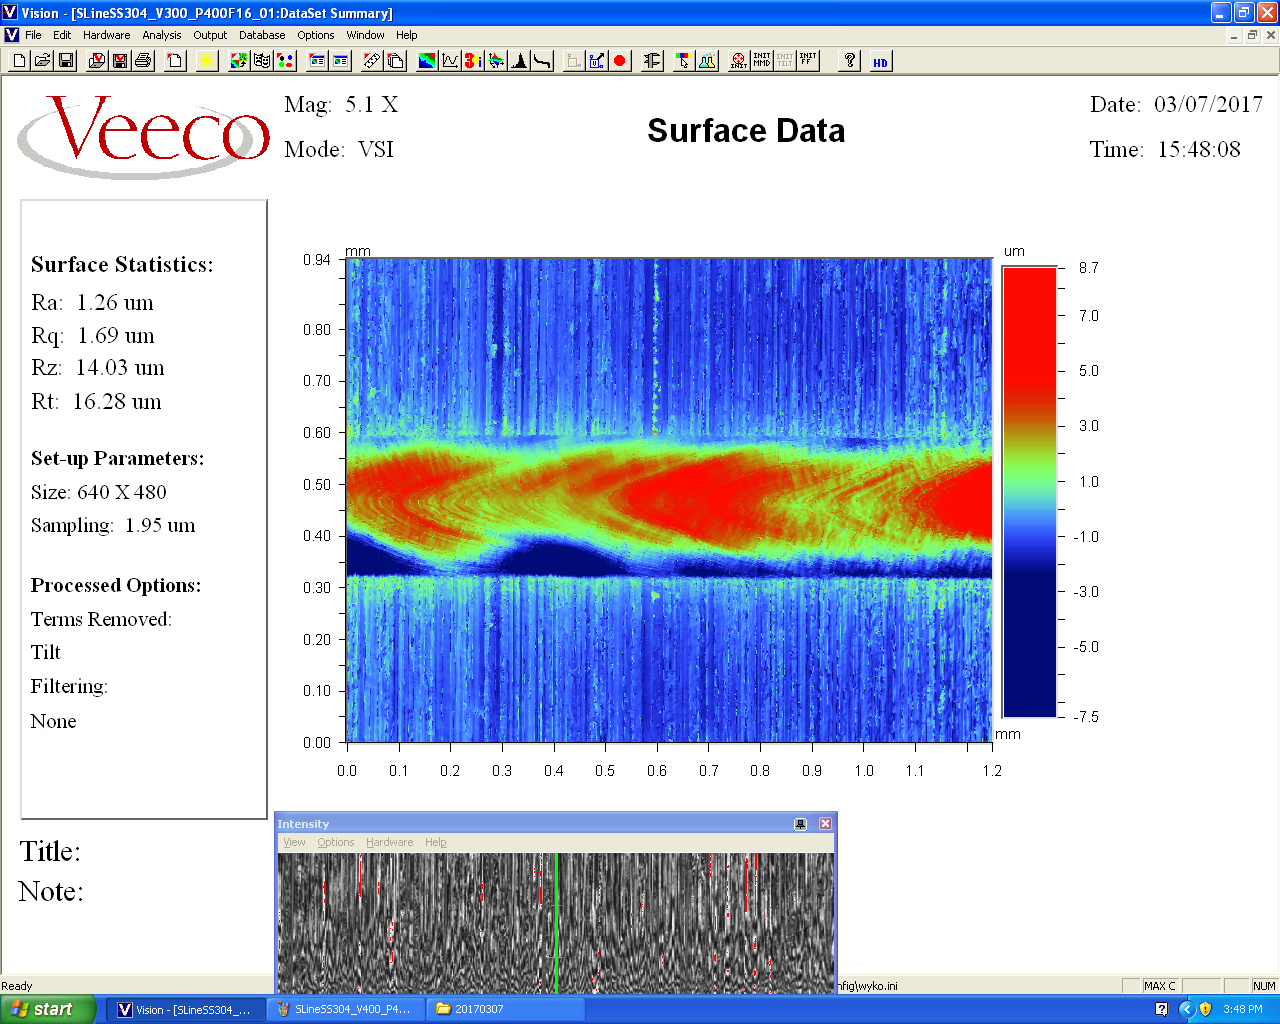 Vision - [SLineSS304_V300_P400F16_01:DataSet Summary]
File Edit Hardware Analysis Output Database Options Window Help
INIT INIT MMD INIT TILT INIT FF ? HD
Veeco
Mag: 5.1 X
Mode: VSI
Surface Data
Date: 03/07/2017
Time: 15:48:08
Surface Statistics:
Ra: 1.26 um
Rq: 1.69 um
Rz: 14.03 um
Rt: 16.28 um
Set-up Parameters:
Size: 640 X 480
Sampling: 1.95 um
Processed Options:
Terms Removed:
Tilt
Filtering:
None
Title:
Note:
mm
0.94
0.80
0.70
0.60
0.50
0.40
0.30
0.20
0.10
0.00
0.0 0.1 0.2 0.3 0.4 0.5 0.6 0.7 0.8 0.9 1.0 1.1 1.2
mm
um
8.7
7.0
5.0
3.0
1.0
-1.0
-3.0
-5.0
-7.5
Intensity
View Options Hardware Help
Ready
nfig\wyko.ini
MAX C
NUM
start
Vision - [SLineSS304_...
SLineSS304_V400_P4...
20170307
3:48 PM